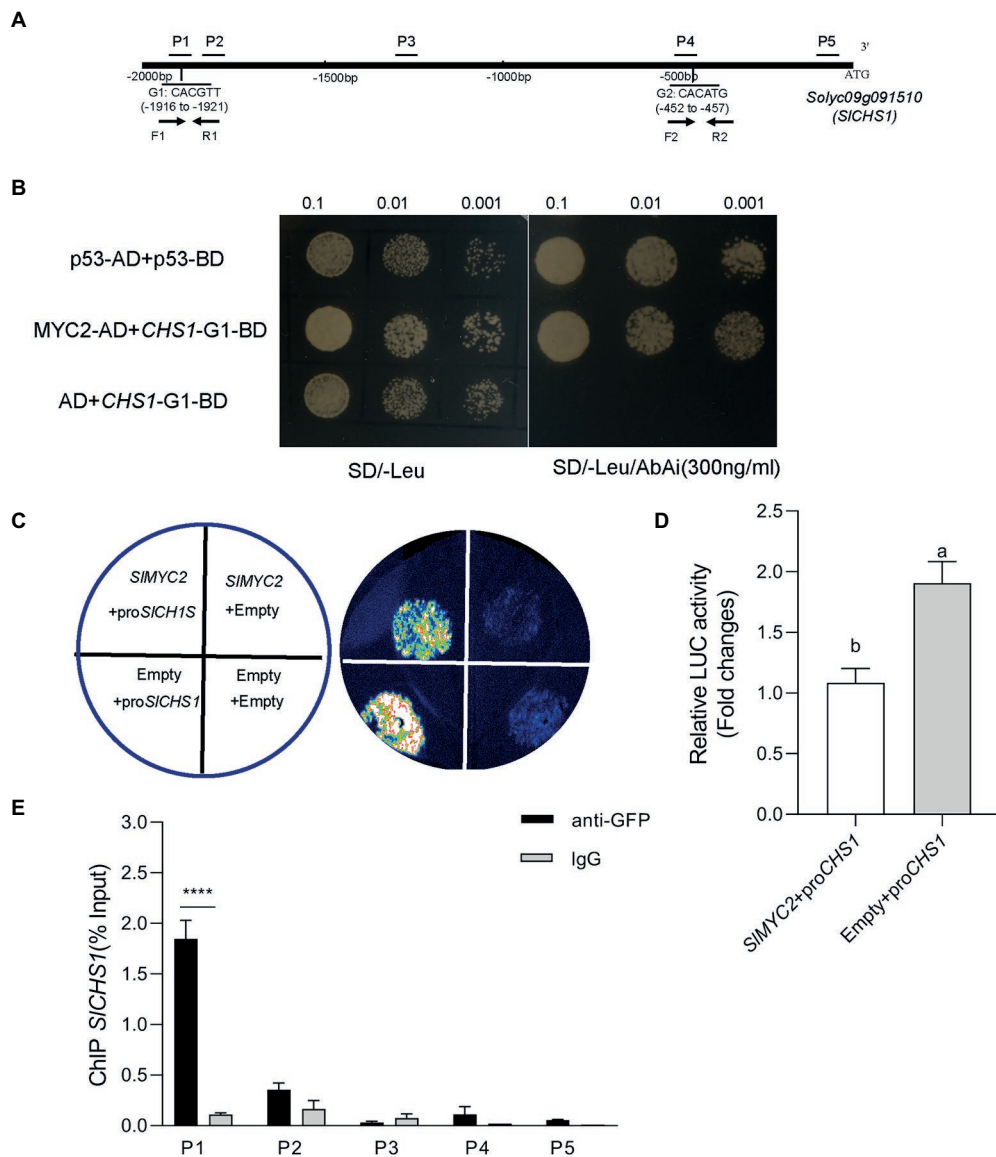 A
P1 P2 P3 P4 P5
3'
-2000bp -1500bp -1000bp -500bp ATG
G1: CACGTT G2: CACATG Solyc09g091510
(-1916 to -1921) (-452 to -457) (SlCHS1)
F1 R1 F2 R2
B
0.1 0.01 0.001 0.1 0.01 0.001
p53-AD+p53-BD
MYC2-AD+CHS1-G1-BD
AD+CHS1-G1-BD
SD/-Leu SD/-Leu/AbAi(300ng/ml)
C
SlMYC2 SlMYC2
+proSlCH1S +Empty
Empty Empty
+proSlCHS1 +Empty
D
Relative LUC activity
(Fold changes)
2.5
2.0
1.5
1.0
0.5
0.0
b
a
SlMYC2+proCHS1
Empty+proCHS1
E
ChIP SlCHS1(% Input)
3.0
2.5
2.0
1.5
1.0
0.5
0.0
****
anti-GFP
IgG
P1 P2 P3 P4 P5